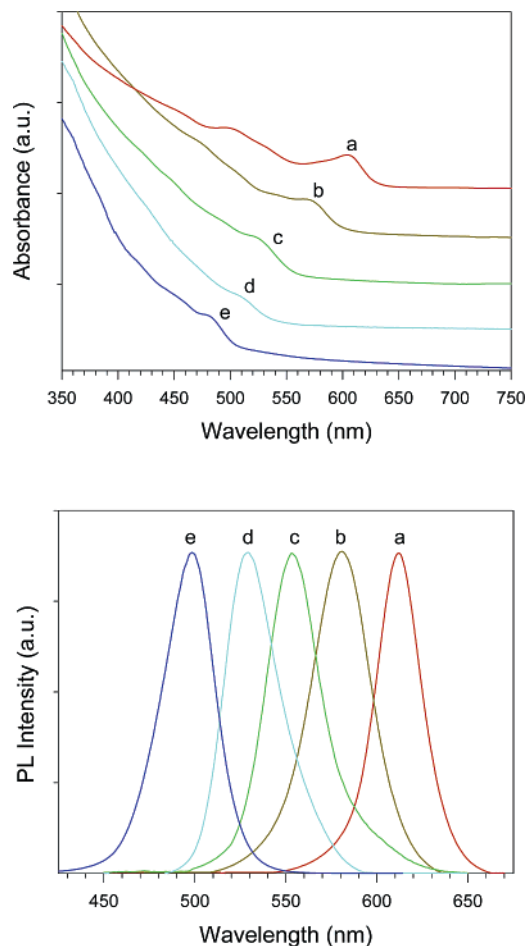 Absorbance (a.u.)
a
b
c
d
e
350 400 450 500 550 600 650 700 750
Wavelength (nm)
PL Intensity (a.u.)
e d c b a
450 500 550 600 650
Wavelength (nm)